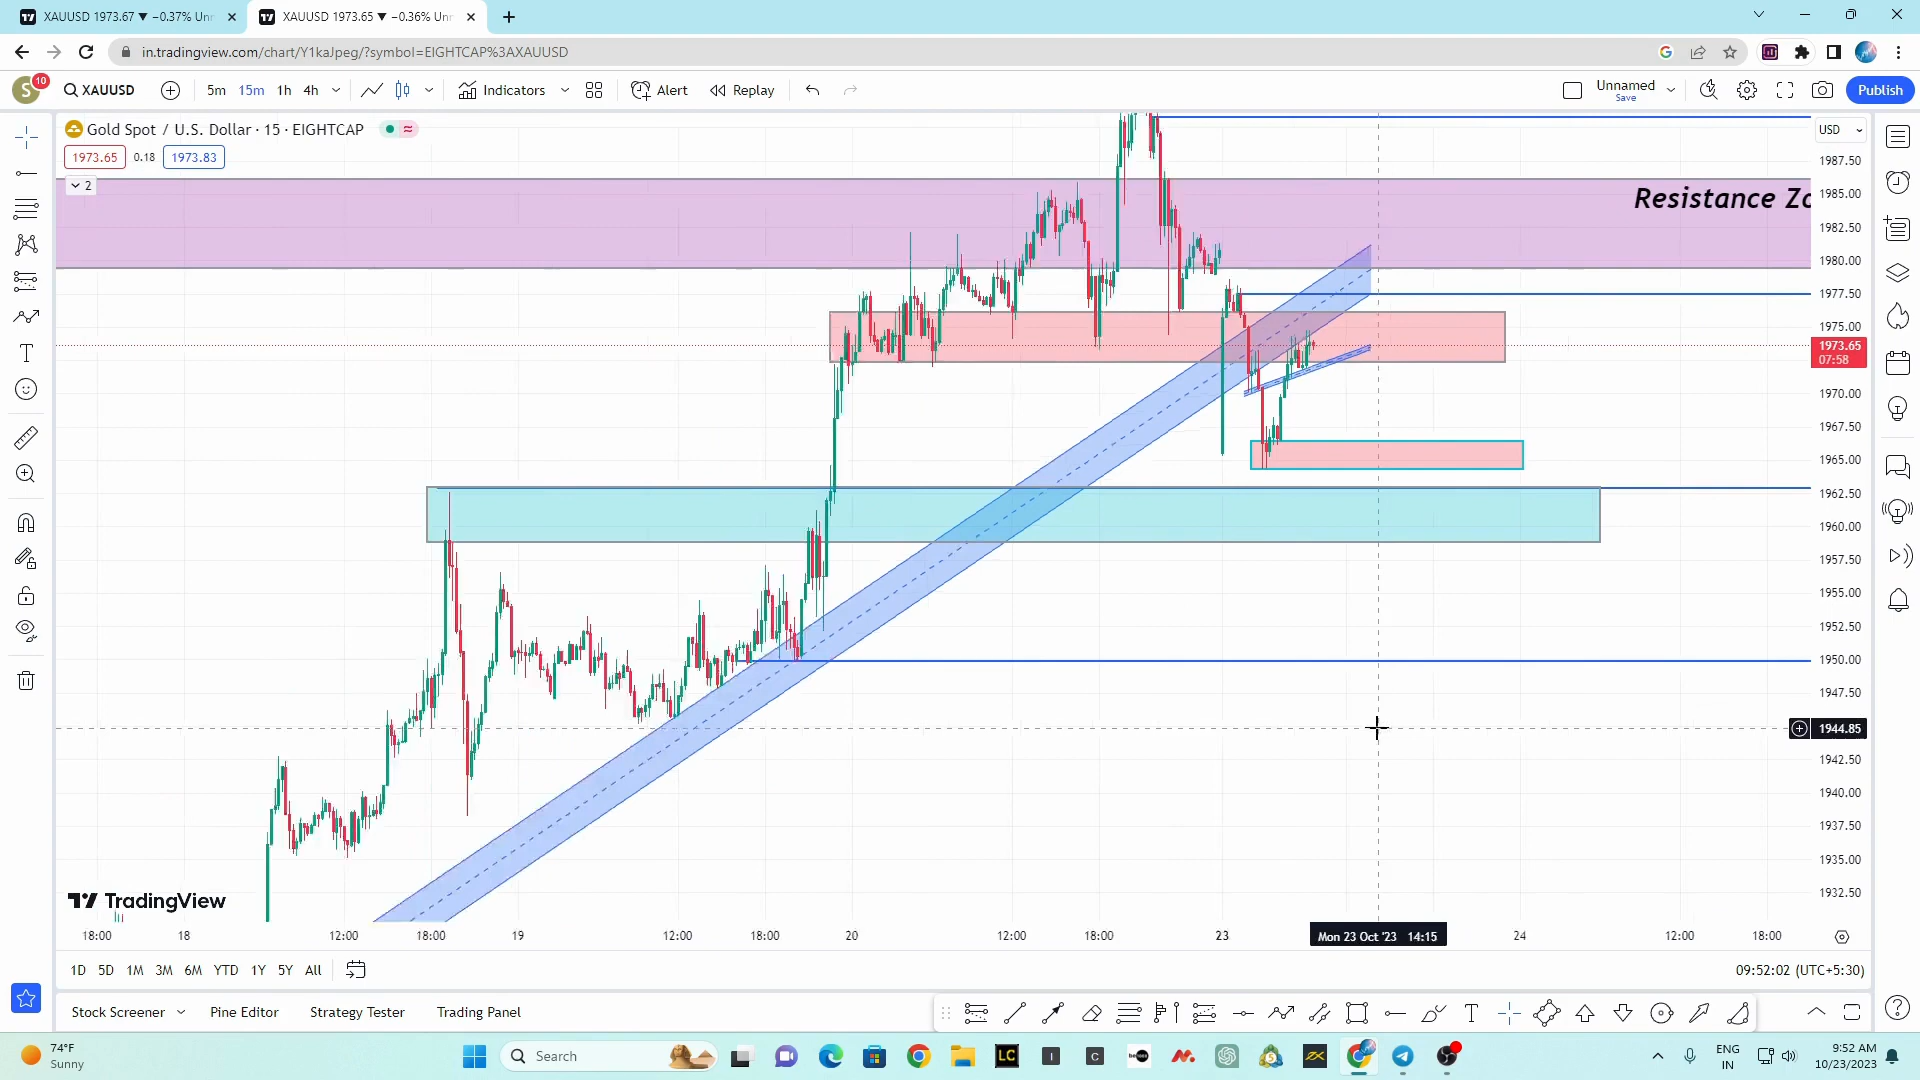 XAUUSD 1973.67 ▼ −0.37% Unr
XAUUSD 1973.65 ▼ −0.36% Unr
in.tradingview.com/chart/Y1kaJpeg/?symbol=EIGHTCAP%3AXAUUSD
S 10 XAUUSD 5m 15m 1h 4h Indicators Alert Replay Unnamed Save Publish
Gold Spot / U.S. Dollar · 15 · EIGHTCAP
1973.65 0.18 1973.83
2
USD
Resistance Zo
1987.50
1985.00
1982.50
1980.00
1977.50
1975.00
1973.65
07:58
1970.00
1967.50
1965.00
1962.50
1960.00
1957.50
1955.00
1952.50
1950.00
1947.50
1944.85
1942.50
1940.00
1937.50
1935.00
1932.50
TradingView
18:00 18 12:00 18:00 19 12:00 18:00 20 12:00 18:00 23 Mon 23 Oct '23 14:15 24 12:00 18:00
1D 5D 1M 3M 6M YTD 1Y 5Y All 09:52:02 (UTC+5:30)
Stock Screener Pine Editor Strategy Tester Trading Panel
74°F
Sunny
Search
LC
ENG
IN
9:52 AM
10/23/2023